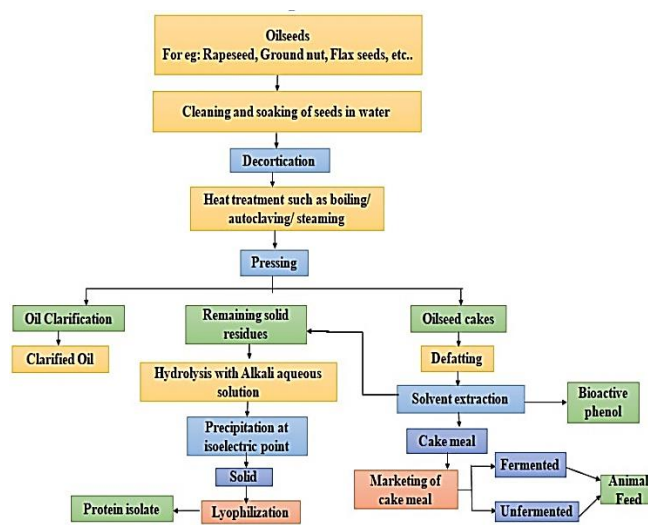 Oilseeds
For eg: Rapeseed, Ground nut, Flax seeds, etc..
Cleaning and soaking of seeds in water
Decortication
Heat treatment such as boiling/
autoclaving/ steaming
Pressing
Oil Clarification
Clarified Oil
Remaining solid
residues
Hydrolysis with Alkali aqueous
solution
Precipitation at
isoelectric point
Solid
Lyophilization
Protein isolate
Oilseed cakes
Defatting
Solvent extraction
Bioactive
phenol
Cake meal
Marketing of
cake meal
Fermented
Unfermented
Animal
Feed